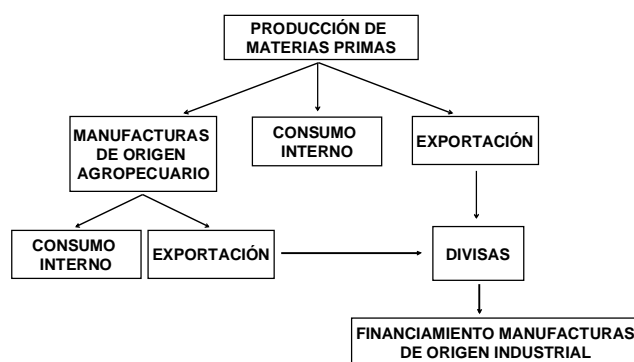 PRODUCCIÓN DE
MATERIAS PRIMAS
MANUFACTURAS
DE ORIGEN
AGROPECUARIO
CONSUMO
INTERNO
EXPORTACIÓN
CONSUMO
INTERNO
EXPORTACIÓN
DIVISAS
FINANCIAMIENTO MANUFACTURAS
DE ORIGEN INDUSTRIAL